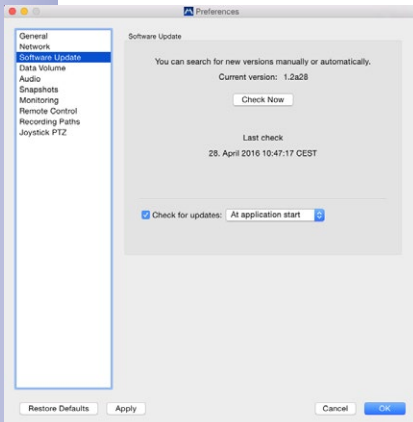 Preferences
General
Network
Software Update
Data Volume
Audio
Snapshots
Monitoring
Remote Control
Recording Paths
Joystick PTZ
Software Update
You can search for new versions manually or automatically.
Current version: 1.2a28
Check Now
Last check
28. April 2016 10:47:17 CEST
Check for updates: At application start
Restore Defaults Apply Cancel OK